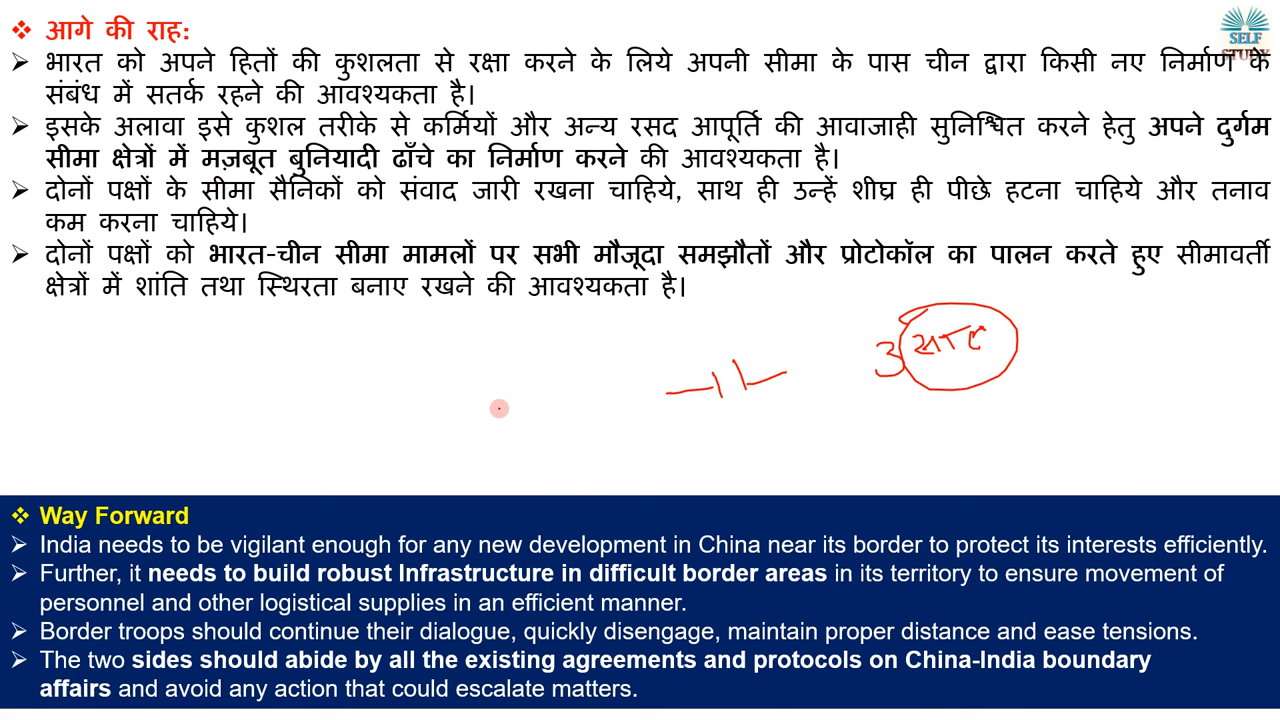 ❖ आगे की राह:
➤ भारत को अपने हितों की कुशलता से रक्षा करने के लिये अपनी सीमा के पास चीन द्वारा किसी नए निर्माण के
संबंध में सतर्क रहने की आवश्यकता है।
➤ इसके अलावा इसे कुशल तरीके से कर्मियों और अन्य रसद आपूर्ति की आवाजाही सुनिश्चित करने हेतु अपने दुर्गम
सीमा क्षेत्रों में मज़बूत बुनियादी ढाँचे का निर्माण करने की आवश्यकता है।
➤ दोनों पक्षों के सीमा सैनिकों को संवाद जारी रखना चाहिये, साथ ही उन्हें शीघ्र ही पीछे हटना चाहिये और तनाव
कम करना चाहिये।
➤ दोनों पक्षों को भारत-चीन सीमा मामलों पर सभी मौजूदा समझौतों और प्रोटोकॉल का पालन करते हुए सीमावर्ती
क्षेत्रों में शांति तथा स्थिरता बनाए रखने की आवश्यकता है।
SELF
STUDY
3
❖ Way Forward
➤ India needs to be vigilant enough for any new development in China near its border to protect its interests efficiently.
➤ Further, it needs to build robust Infrastructure in difficult border areas in its territory to ensure movement of
personnel and other logistical supplies in an efficient manner.
➤ Border troops should continue their dialogue, quickly disengage, maintain proper distance and ease tensions.
➤ The two sides should abide by all the existing agreements and protocols on China-India boundary
affairs and avoid any action that could escalate matters.